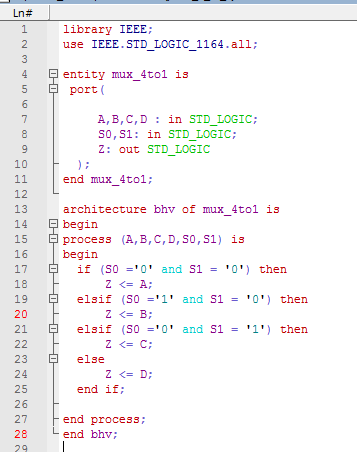 Ln#
1 library IEEE;
2 use IEEE.STD_LOGIC_1164.all;
3
4 entity mux_4to1 is
5 port(
6
7 A,B,C,D : in STD_LOGIC;
8 S0,S1: in STD_LOGIC;
9 Z: out STD_LOGIC
10 );
11 end mux_4to1;
12
13 architecture bhv of mux_4to1 is
14 begin
15 process (A,B,C,D,S0,S1) is
16 begin
17 if (S0 ='0' and S1 = '0') then
18 Z <= A;
19 elsif (S0 ='1' and S1 = '0') then
20 Z <= B;
21 elsif (S0 ='0' and S1 = '1') then
22 Z <= C;
23 else
24 Z <= D;
25 end if;
26
27 end process;
28 end bhv;
29